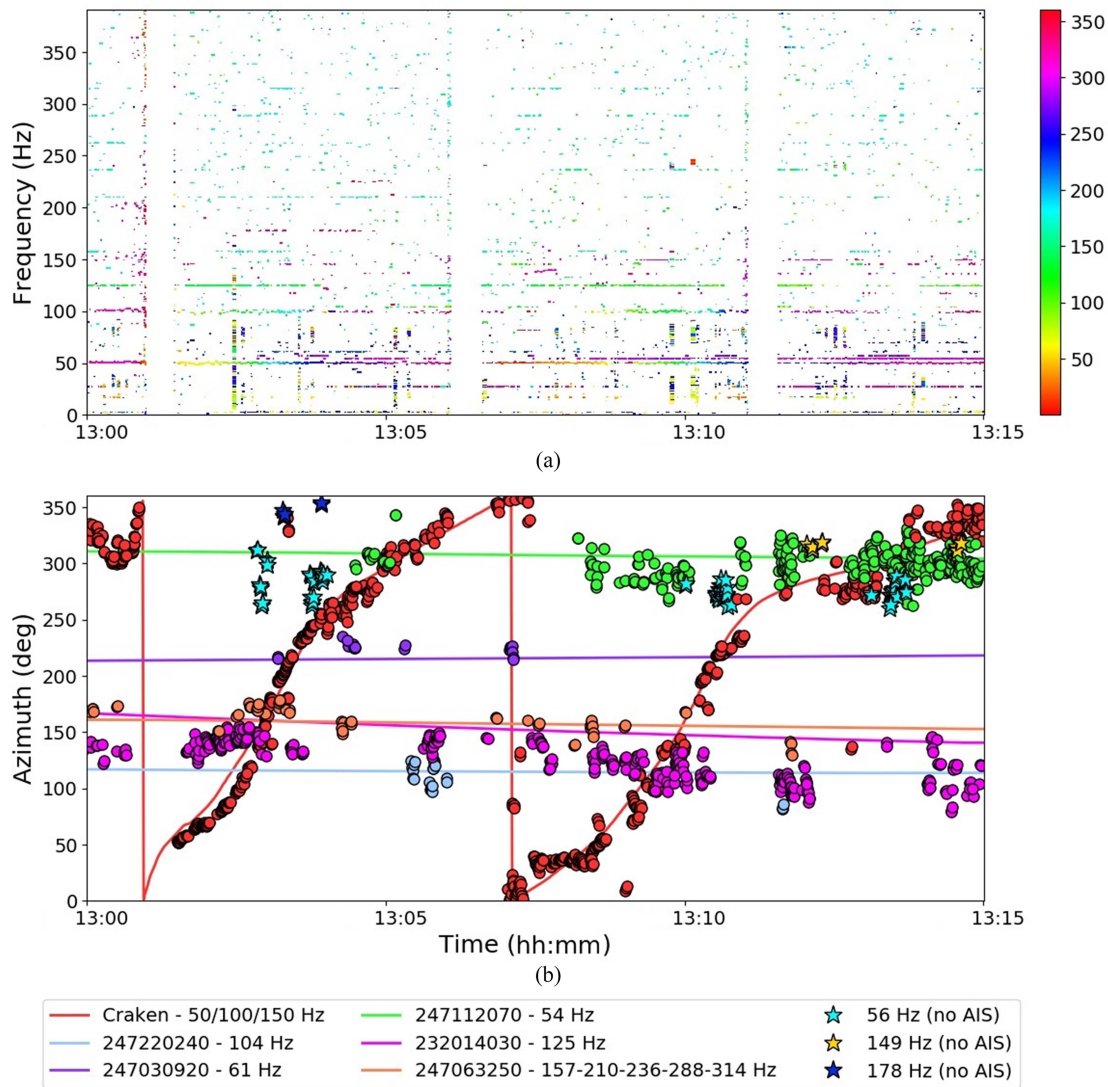 350
300
250
200
150
100
50
0
Frequency (Hz)
13:00 13:05 13:10 13:15
350
300
250
200
150
100
50
(a)
350
300
250
200
150
100
50
0
Azimuth (deg)
13:00 13:05 13:10 13:15
Time (hh:mm)
(b)
Craken - 50/100/150 Hz 247112070 - 54 Hz 56 Hz (no AIS)
247220240 - 104 Hz 232014030 - 125 Hz 149 Hz (no AIS)
247030920 - 61 Hz 247063250 - 157-210-236-288-314 Hz 178 Hz (no AIS)